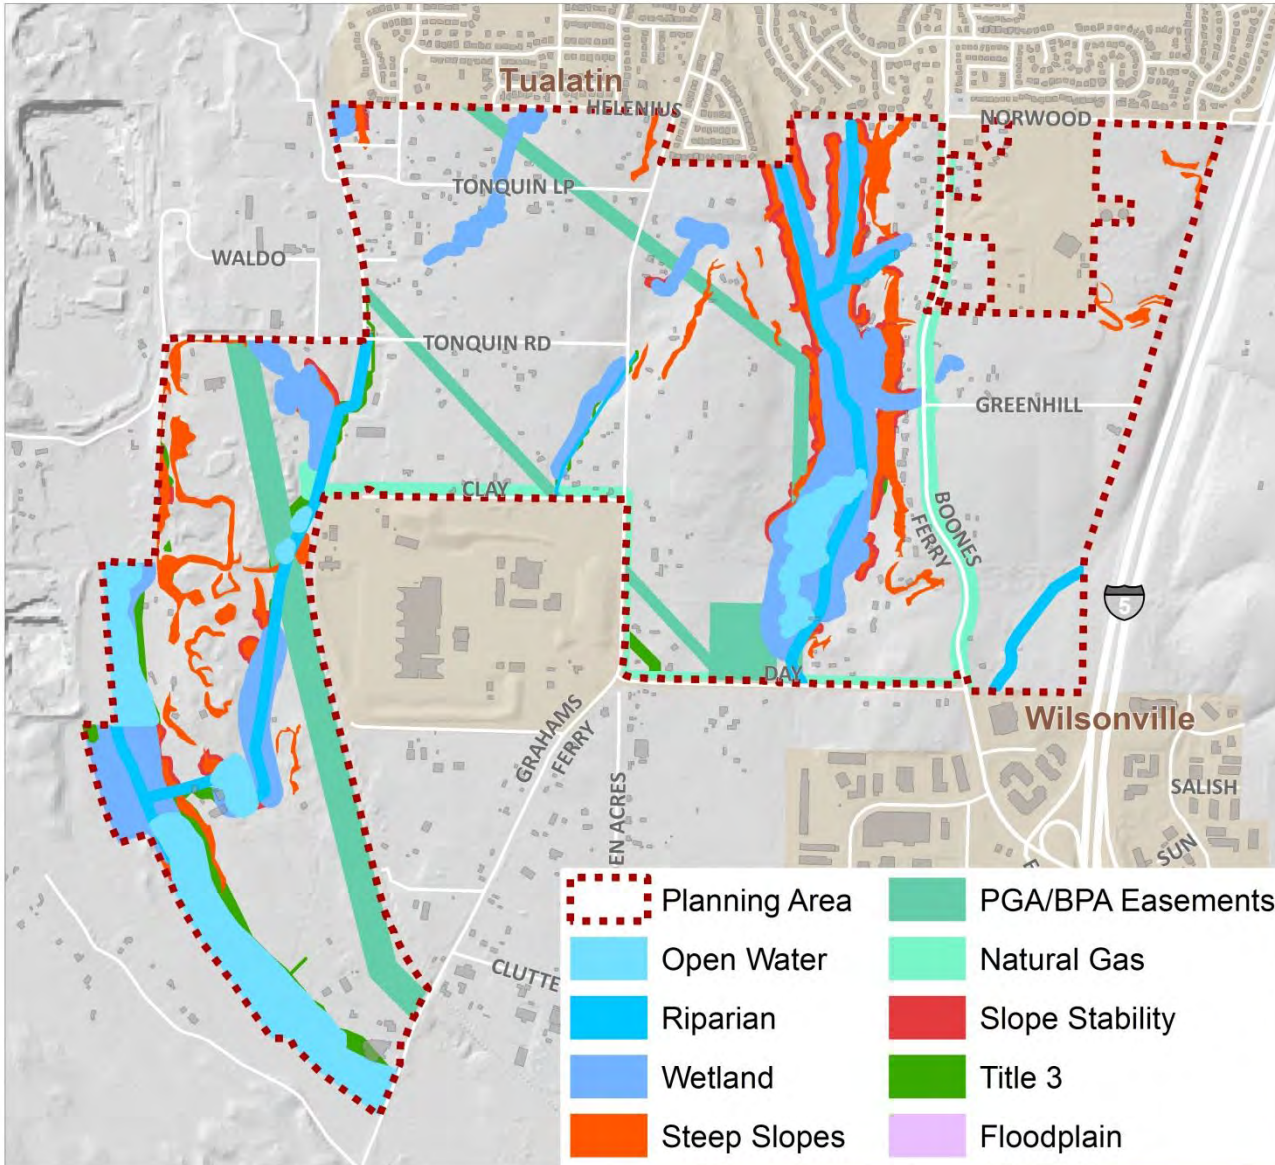 Tualatin
HELENIUS
NORWOOD
TONQUIN LP
WALDO
TONQUIN RD
GREENHILL
CLAY
BOONES
FERRY
5
DAY
Wilsonville
GRAHAMS
FERRY
EN ACRES
SALISH
SUN
CLUTTE
Planning Area
PGA/BPA Easements
Open Water
Natural Gas
Riparian
Slope Stability
Wetland
Title 3
Steep Slopes
Floodplain